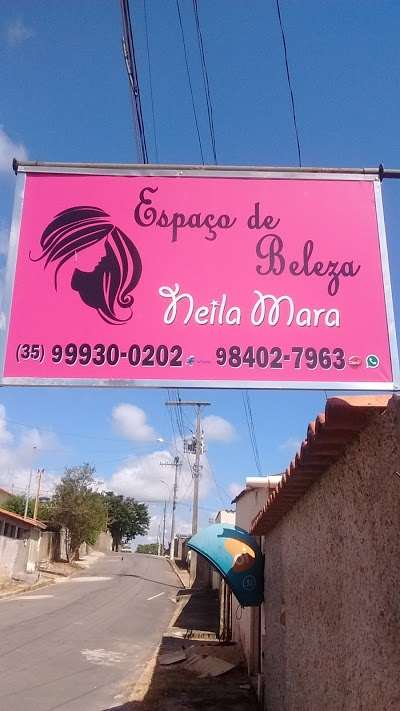 Espaço de
Beleza
Neila Mara
(35) 99930-0202 98402-7963